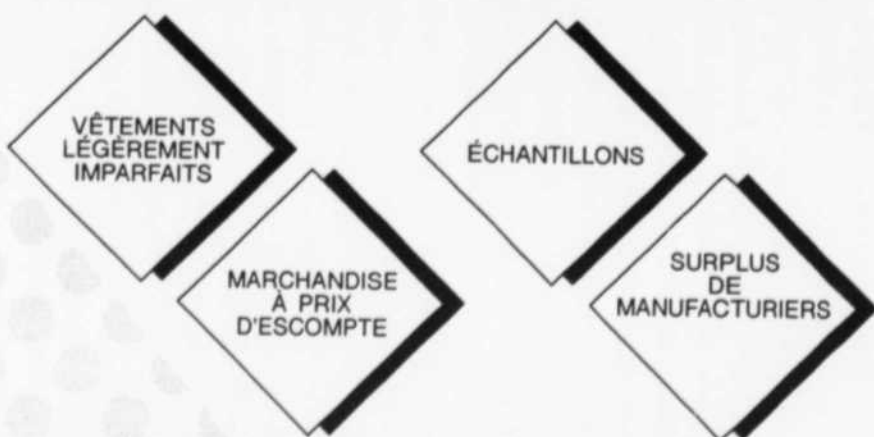 VÊTEMENTS
LÉGÈREMENT
IMPARFAITS
MARCHANDISE
À PRIX
D'ESCOMPTE
ÉCHANTILLONS
SURPLUS
DE
MANUFACTURIERS